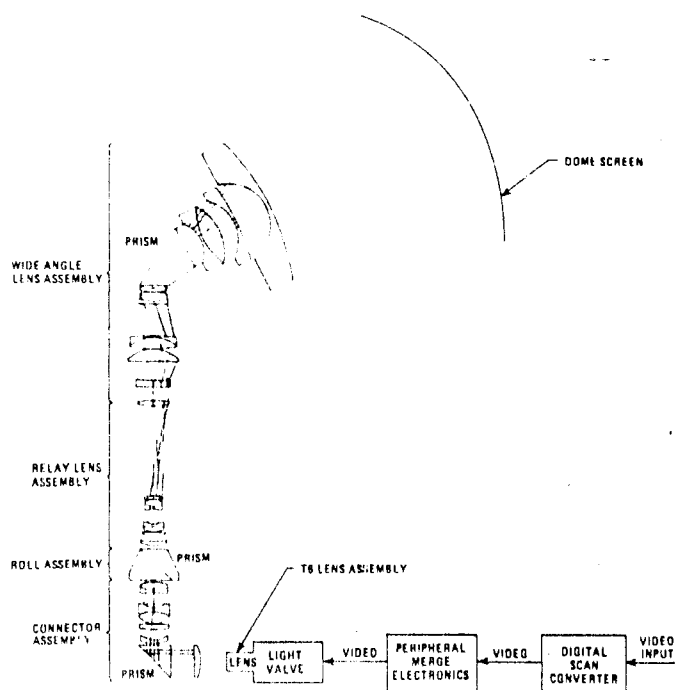 DOME SCREEN
PRISM
WIDE ANGLE
LENS ASSEMBLY
RELAY LENS
ASSEMBLY
ROLL ASSEMBLY
PRISM
T6 LENS ASSEMBLY
CONNECTOR
ASSEMBLY
PRISM
LENS
LIGHT
VALVE
VIDEO
PERIPHERAL
MERGE
ELECTRONICS
VIDEO
DIGITAL
SCAN
CONVERTER
VIDEO
INPUT